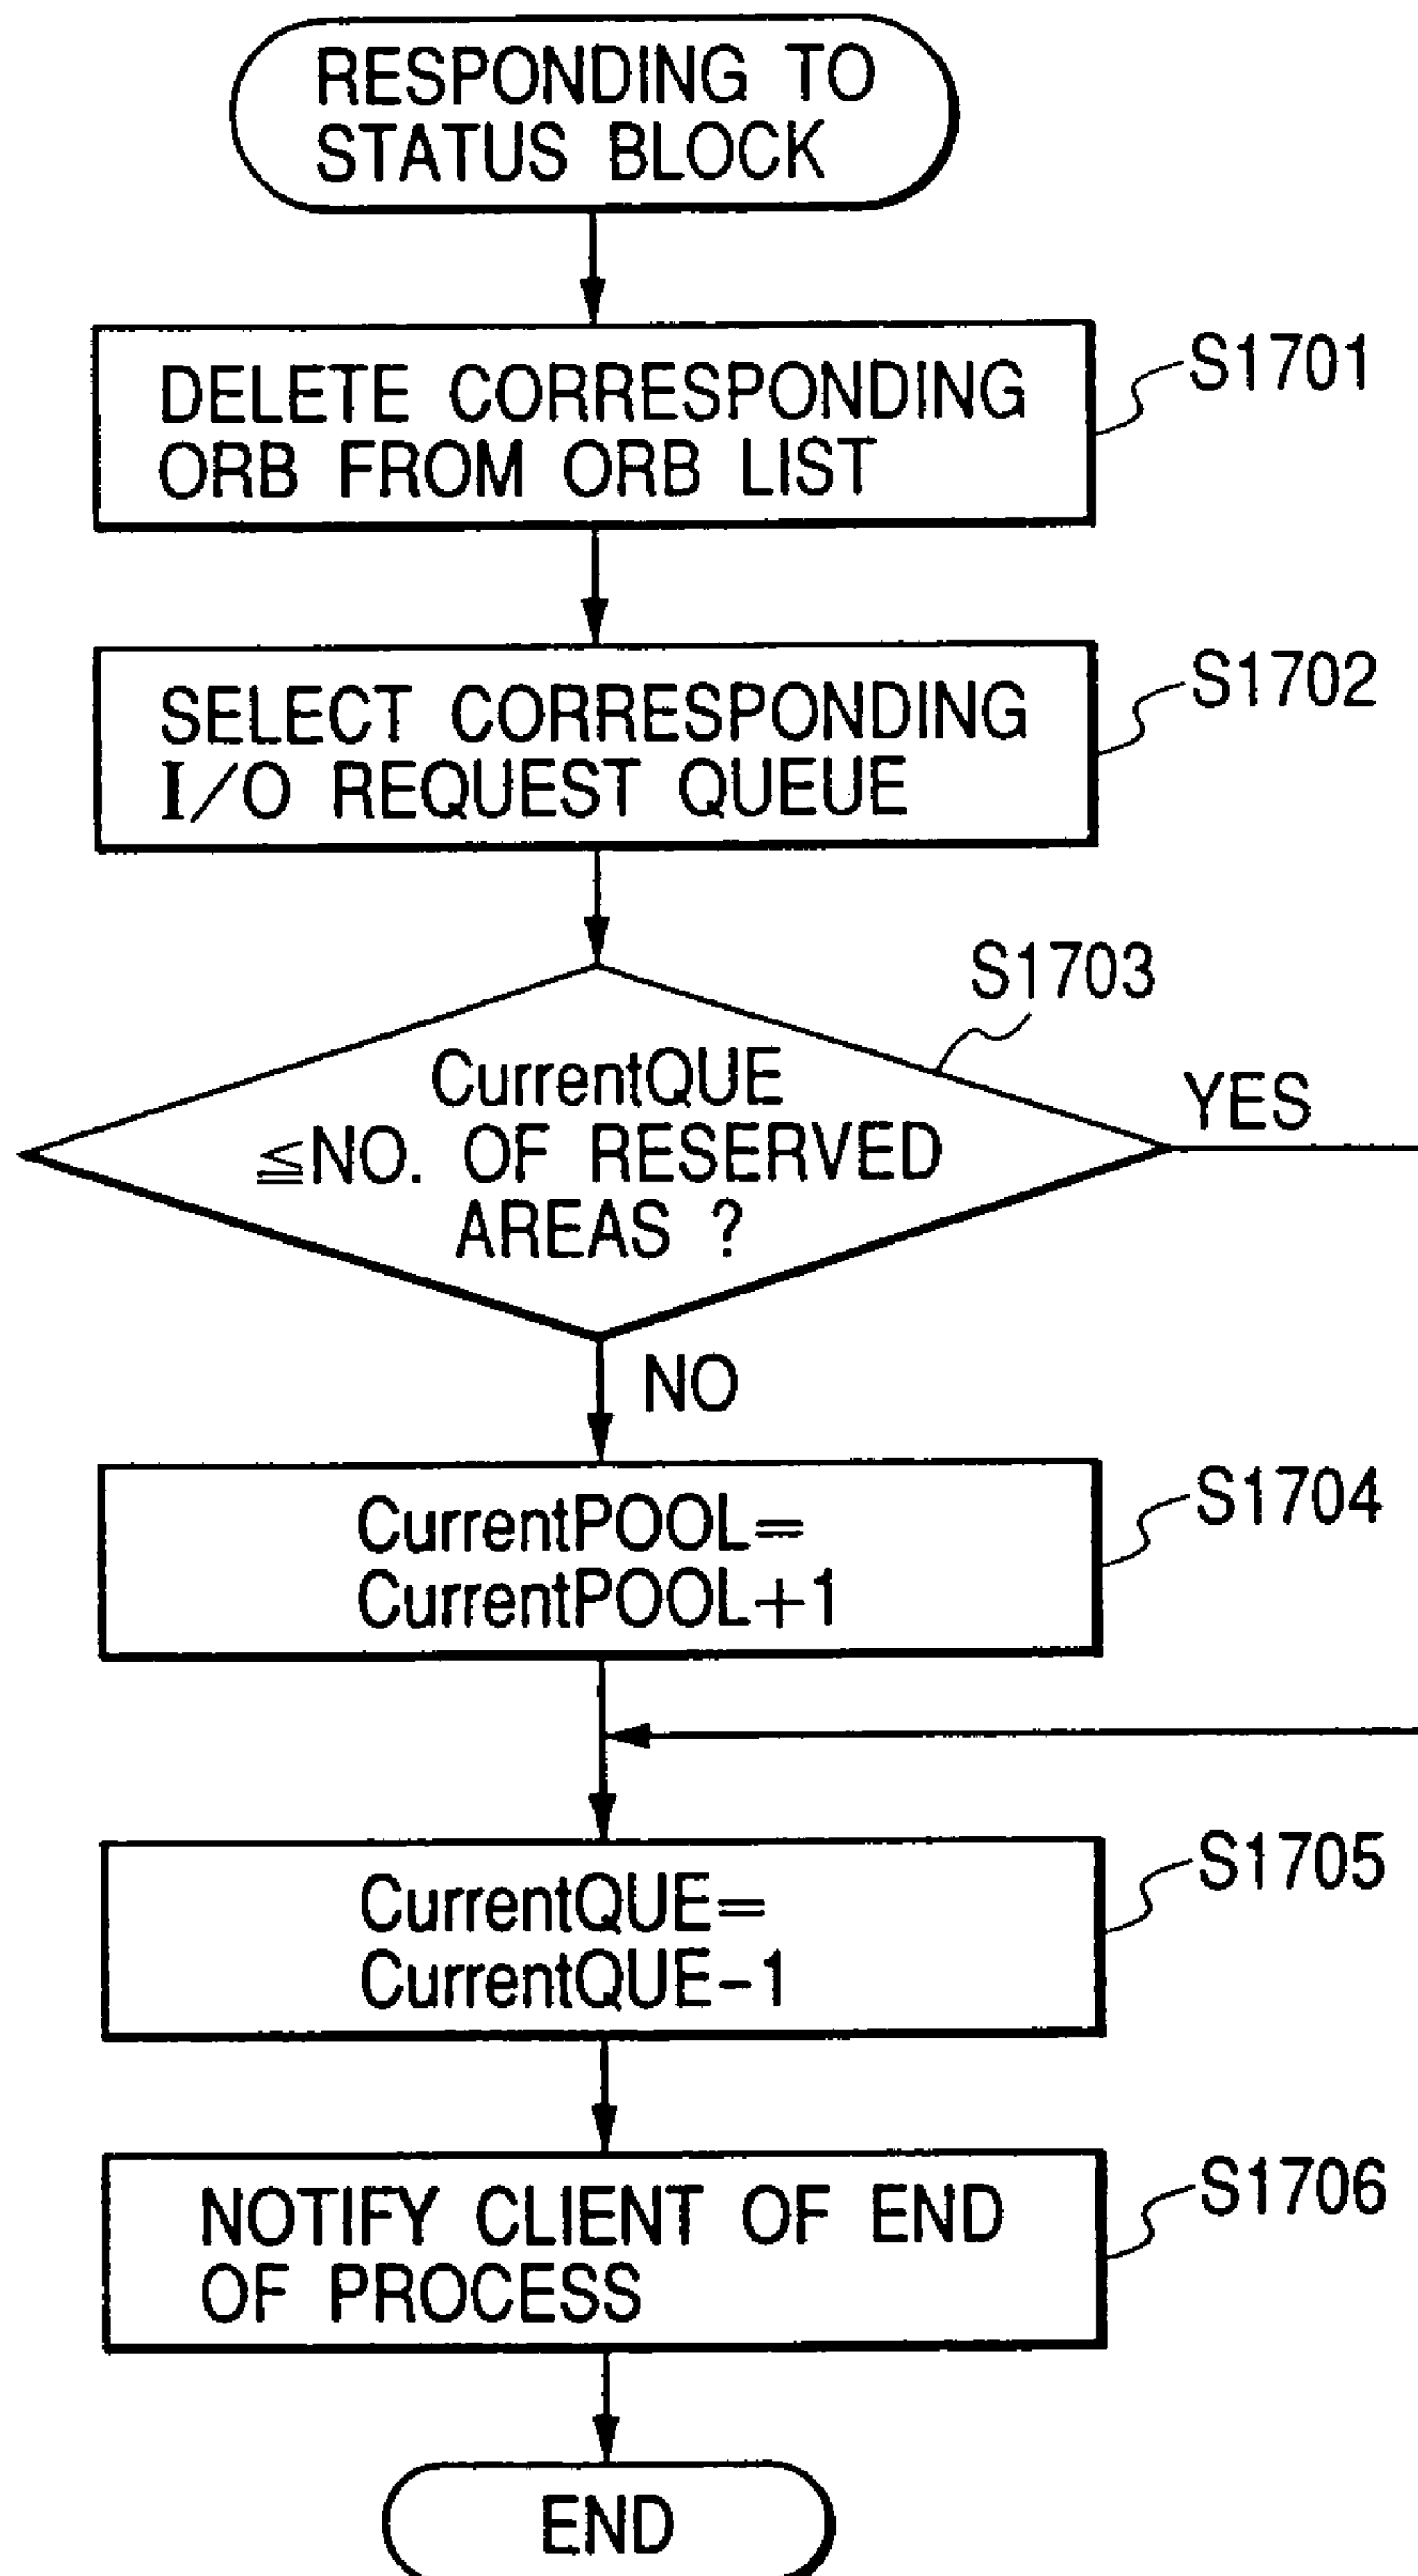 RESPONDING TO
STATUS BLOCK
DELETE CORRESPONDING
ORB FROM ORB LIST
S1701
SELECT CORRESPONDING
I/O REQUEST QUEUE
S1702
S1703
CurrentQUE
≦NO. OF RESERVED
AREAS ?
YES
NO
CurrentPOOL=
CurrentPOOL+1
S1704
CurrentQUE=
CurrentQUE-1
S1705
NOTIFY CLIENT OF END
OF PROCESS
S1706
END